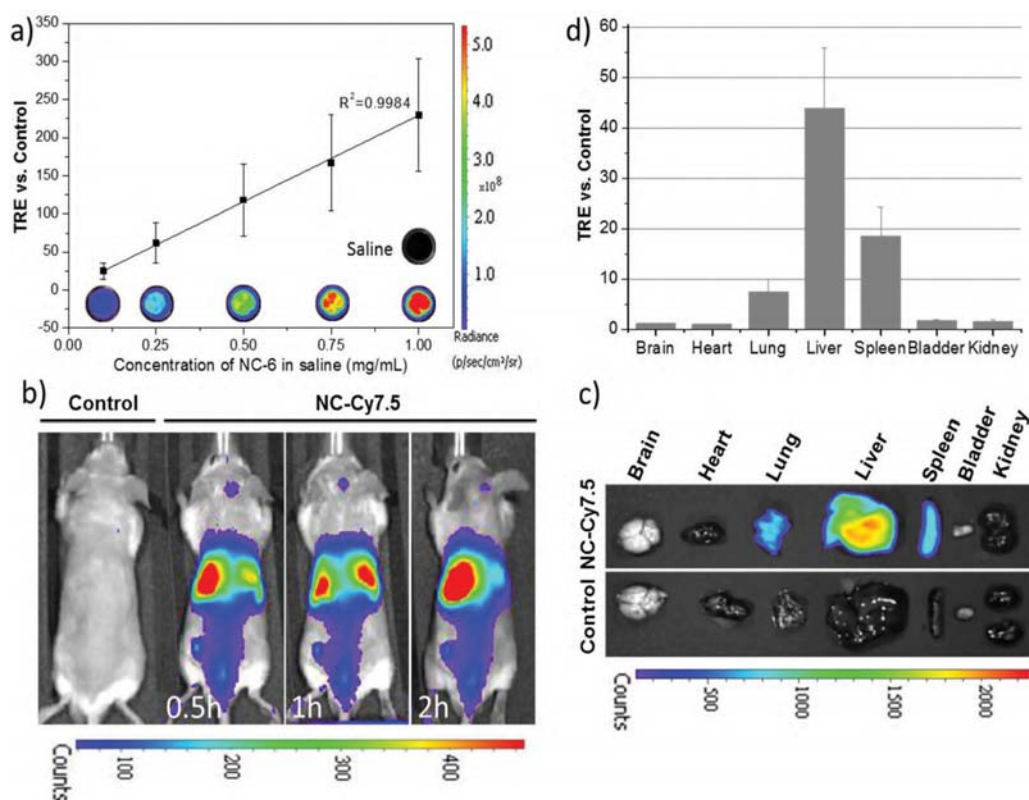 a)
TRE vs. Control
350
300
250
200
150
100
50
25
0
-50
0.00 0.25 0.50 0.75 1.00
Concentration of NC-6 in saline (mg/mL)
R²=0.9984
Saline
5.0
4.0
3.0
x10⁸
2.0
1.0
Radiance
(p/sec/cm²/sr)
d)
TRE vs. Control
60
50
40
30
20
10
0
Brain Heart Lung Liver Spleen Bladder Kidney
b)
Control NC-Cy7.5
0.5h 1h 2h
Counts
100 200 300 400
c)
Brain Heart Lung Liver Spleen Bladder Kidney
NC-Cy7.5
Control
Counts
500 1000 1500 2000